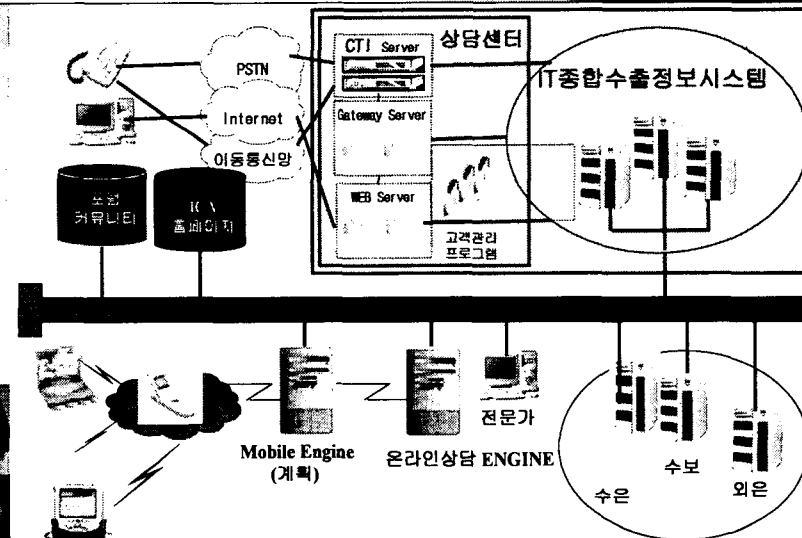 상담센터
CTI Server
PSTN
IT종합수출정보시스템
Internet
Gateway Server
이동통신망
포럼
커뮤니티
ICA
홈페이지
WEB Server
고객관리
프로그램
전문가
Mobile Engine
(계획)
온라인상담 ENGINE
수은
수보
외은